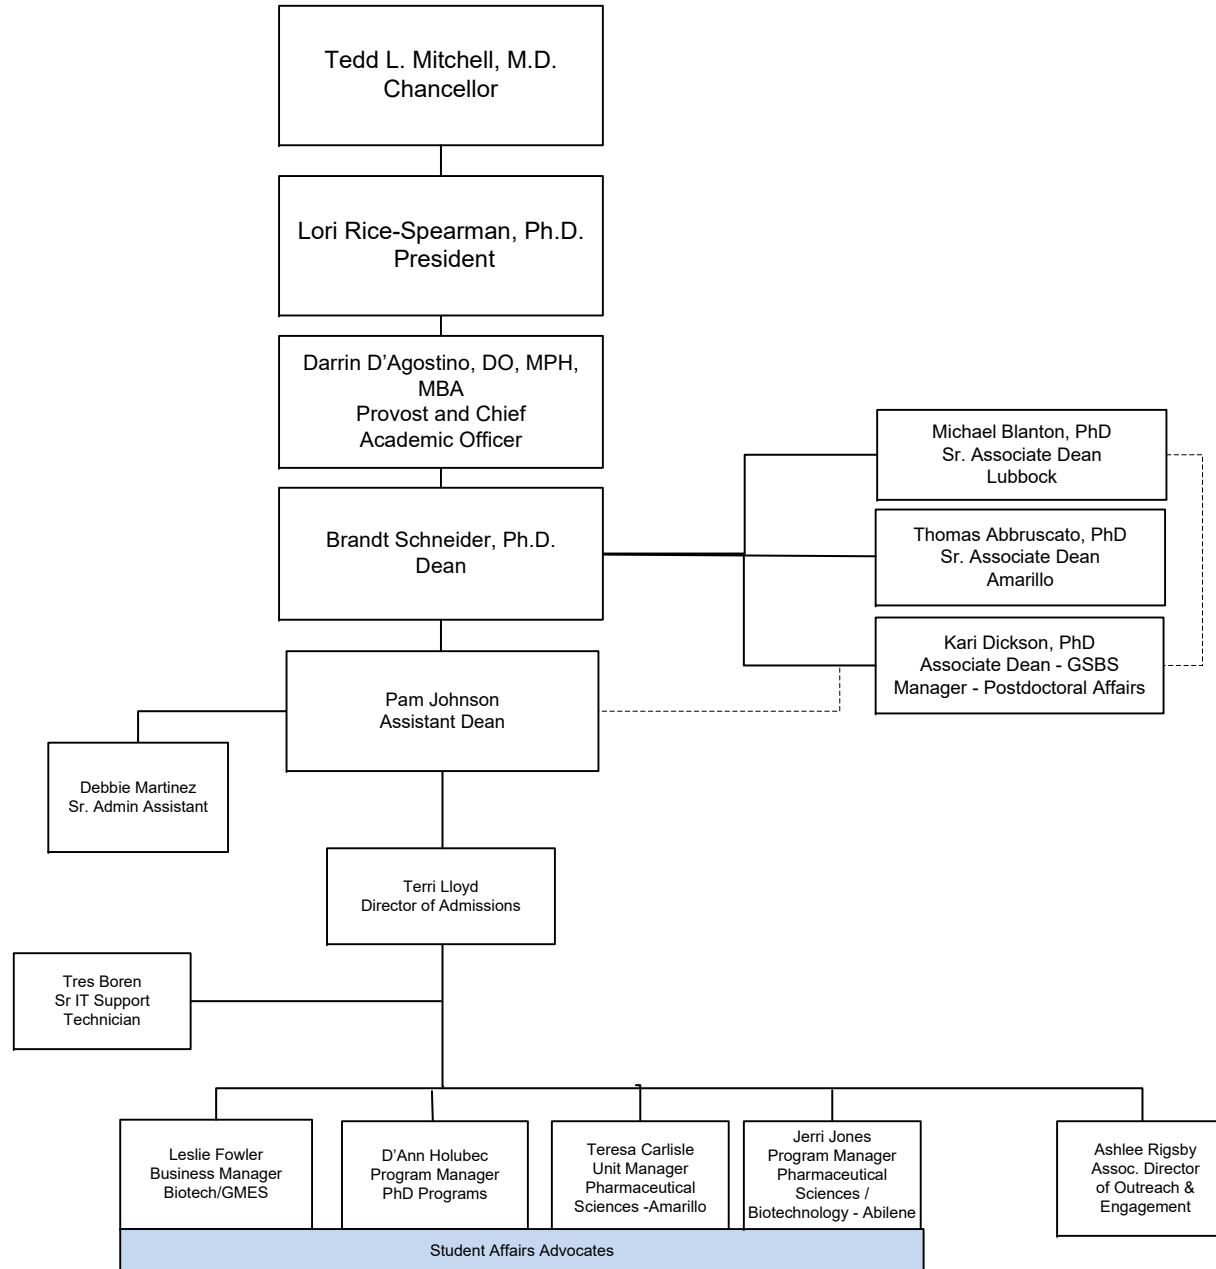 Tedd L. Mitchell, M.D.
Chancellor
Lori Rice-Spearman, Ph.D.
President
Darrin D’Agostino, DO, MPH,
MBA
Provost and Chief
Academic Officer
Michael Blanton, PhD
Sr. Associate Dean
Lubbock
Brandt Schneider, Ph.D.
Dean
Thomas Abbruscato, PhD
Sr. Associate Dean
Amarillo
Kari Dickson, PhD
Associate Dean - GSBS
Manager - Postdoctoral Affairs
Pam Johnson
Assistant Dean
Debbie Martinez
Sr. Admin Assistant
Terri Lloyd
Director of Admissions
Tres Boren
Sr IT Support
Technician
Leslie Fowler
Business Manager
Biotech/GMES
D’Ann Holubec
Program Manager
PhD Programs
Teresa Carlisle
Unit Manager
Pharmaceutical
Sciences -Amarillo
Jerri Jones
Program Manager
Pharmaceutical
Sciences /
Biotechnology - Abilene
Ashlee Rigsby
Assoc. Director
of Outreach &
Engagement
Student Affairs Advocates